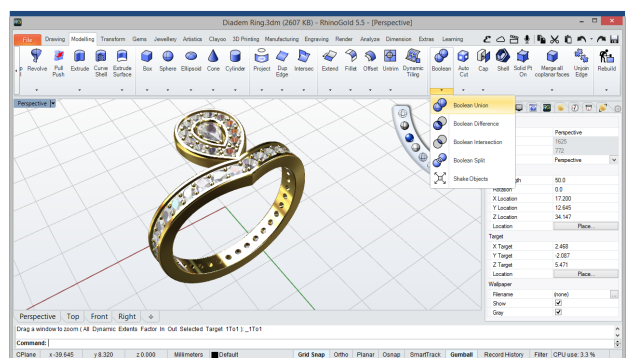 Diadem Ring.3dm (2607 KB) - RhinoGold 5.5 - [Perspective]
File Drawing Modelling Transform Gems Jewellery Artistics Clayoo 3D Printing Manufacturing Engraving Render Analyze Dimension Extras Learning
Revolve Pull Push Extrude Curve Shell Extrude Surface Box Sphere Ellipsoid Cone Cylinder Project Dup Edge Intersec Extend Fillet Offset Untrim Dynamic Tiling Boolean Auto Cut Cap Shell Solid Pt On Merge all coplanar faces Unjoin Edge Rebuild
Perspective
Boolean Union
Boolean Difference
Boolean Intersection
Boolean Split
Shake Objects
Perspective
1625
772
Perspective
50.0
Rotation 0.0
X Location 17.200
Y Location 12.645
Z Location 34.147
Location Place...
Target
X Target 2.468
Y Target -2.087
Z Target 5.471
Location Place...
Wallpaper
Filename (none) ...
Show
Gray
Perspective Top Front Right
Drag a window to zoom ( All Dynamic Extents Factor In Out Selected Target 1To1 ): _1To1
Command:
CPlane x -39.645 y 8.320 z 0.000 Millimeters Default Grid Snap Ortho Planar Osnap SmartTrack Gumball Record History Filter CPU use: 3.3 %